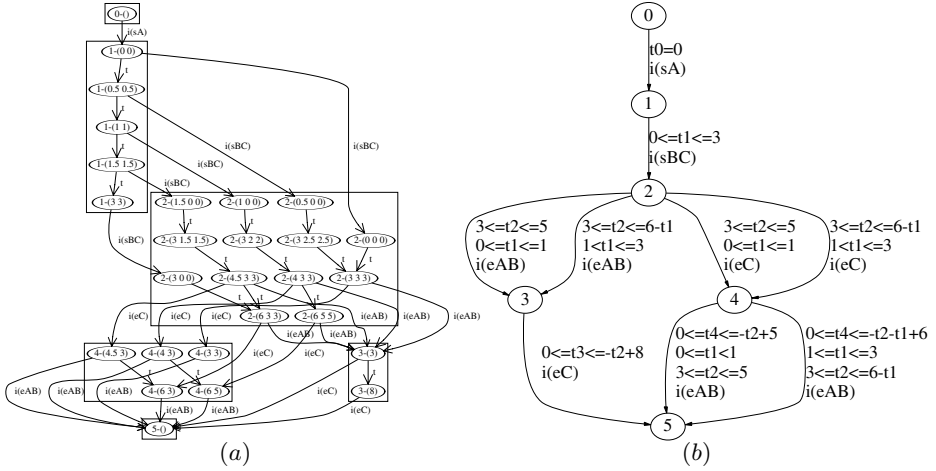 0-()
i(sA)
1-(0 0)
t
1-(0.5 0.5)
t
1-(1 1)
t
i(sBC)
i(sBC)
1-(1.5 1.5)
t
i(sBC)
i(sBC)
1-(3 3)
2-(1.5 0 0)
2-(1 0 0)
2-(0.5 0 0)
t
t
t
i(sBC)
2-(3 1.5 1.5)
2-(3 2 2)
2-(3 2.5 2.5)
2-(0 0 0)
t
t
t
t
2-(3 0 0)
2-(4.5 3 3)
2-(4 3 3)
2-(3 3 3)
t
t
t
i(eC)
i(eC)
i(eC)
2-(6 3 3)
2-(6 5 5)
i(eAB)
i(eAB)
i(eAB)
i(eAB)
4-(4.5 3)
4-(4 3)
4-(3 3)
i(eC)
i(eC)
3-(3)
t
t
t
i(eAB)
i(eAB)
i(eAB)
4-(6 3)
4-(6 5)
3-(8)
i(eAB)
i(eAB)
i(eC)
i(eC)
5-()
(a)
0
t0=0
i(sA)
1
0<=t1<=3
i(sBC)
2
3<=t2<=5
0<=t1<=1
i(eAB)
3<=t2<=6-t1
1<t1<=3
i(eAB)
3<=t2<=5
0<=t1<=1
i(eC)
3<=t2<=6-t1
1<t1<=3
i(eC)
3
4
0<=t3<=-t2+8
i(eC)
0<=t4<=-t2+5
0<=t1<1
3<=t2<=5
i(eAB)
0<=t4<=-t2-t1+6
1<=t1<=3
3<=t2<=6-t1
i(eAB)
5
(b)